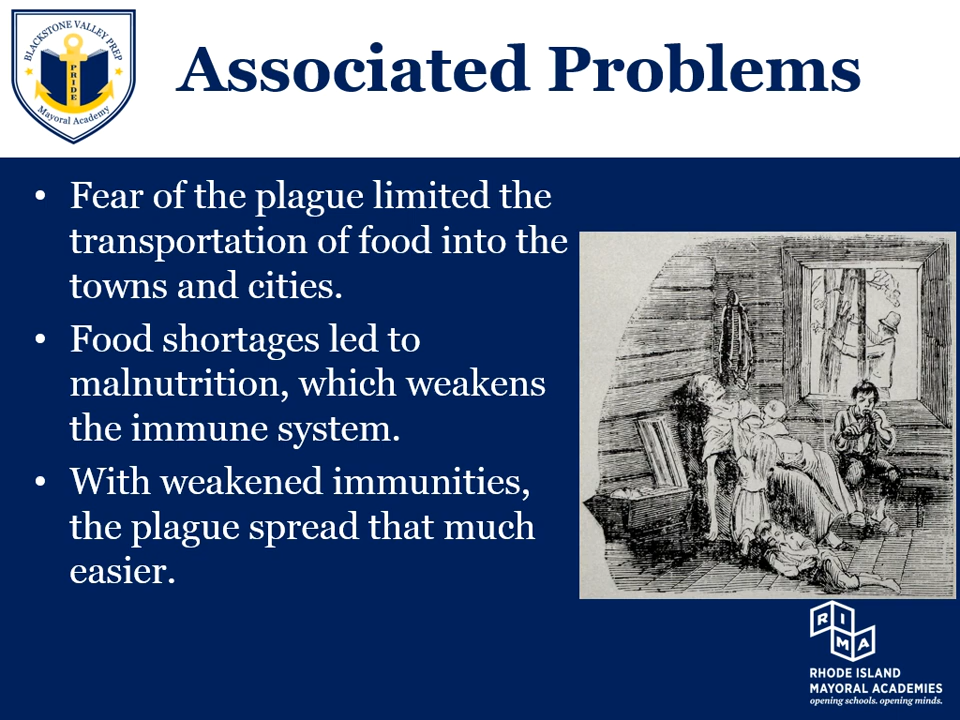 BLACKSTONE VALLEY PREP
PRIDE
Mayoral Academy
Associated Problems
• Fear of the plague limited the
transportation of food into the
towns and cities.
• Food shortages led to
malnutrition, which weakens
the immune system.
• With weakened immunities,
the plague spread that much
easier.
RIMA
RHODE ISLAND
MAYORAL ACADEMIES
opening schools. opening minds.